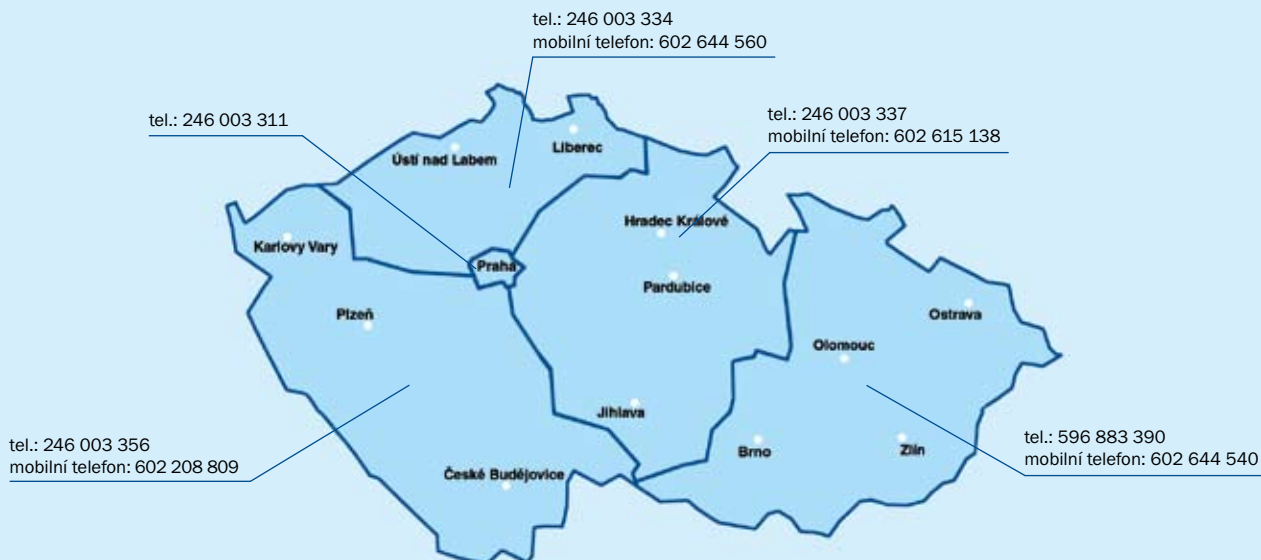 tel.: 246 003 334
mobilní telefon: 602 644 560
tel.: 246 003 311
tel.: 246 003 337
mobilní telefon: 602 615 138
Ústí nad Labem
Liberec
Hradec Králové
Karlovy Vary
Praha
Pardubice
Plzeň
Ostrava
Olomouc
Jihlava
tel.: 246 003 356
mobilní telefon: 602 208 809
Brno
Zlín
tel.: 596 883 390
mobilní telefon: 602 644 540
České Budějovice